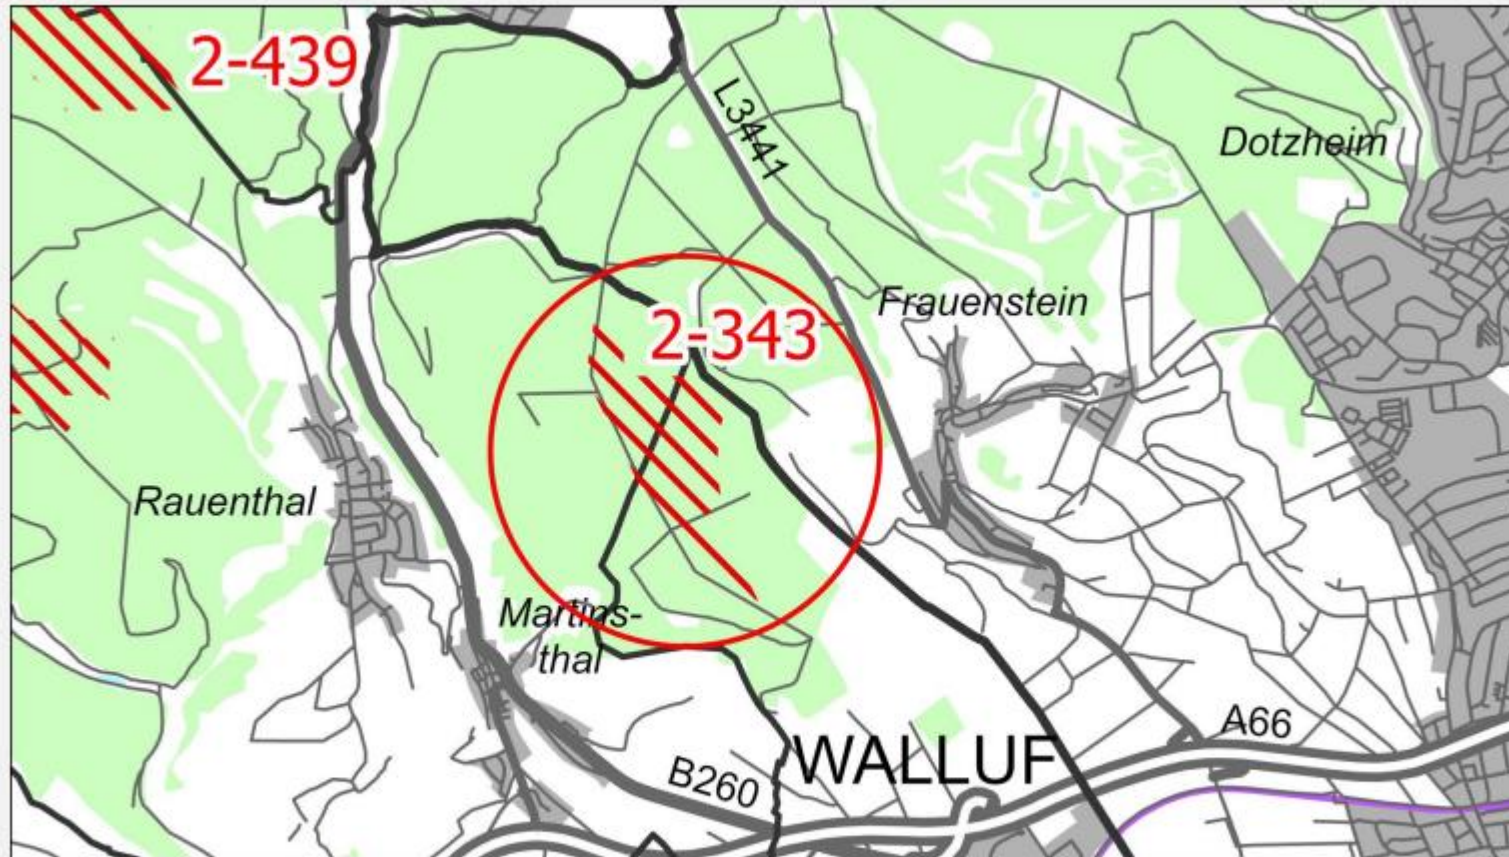 2-439
L3441
Dotzheim
Frauenstein
2-343
Rauenthal
Martins-
thal
A66
WALLUF
B260